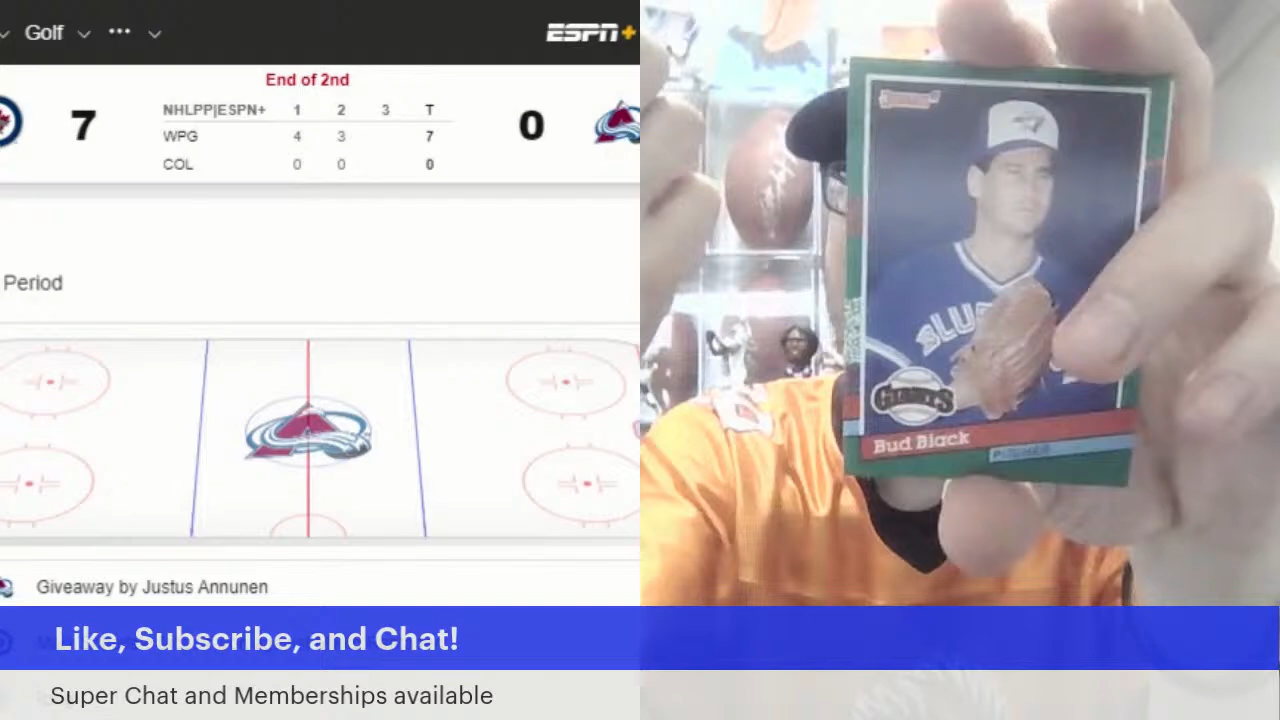 Golf ... ESPN+
End of 2nd
7 NHLPP|ESPN+ 1 2 3 T 0
WPG 4 3 7
COL 0 0 0
Period
Giveaway by Justus Annunen
Like, Subscribe, and Chat!
Super Chat and Memberships available
Donruss
BLUE
GIANTS
Bud Black
PITCHER